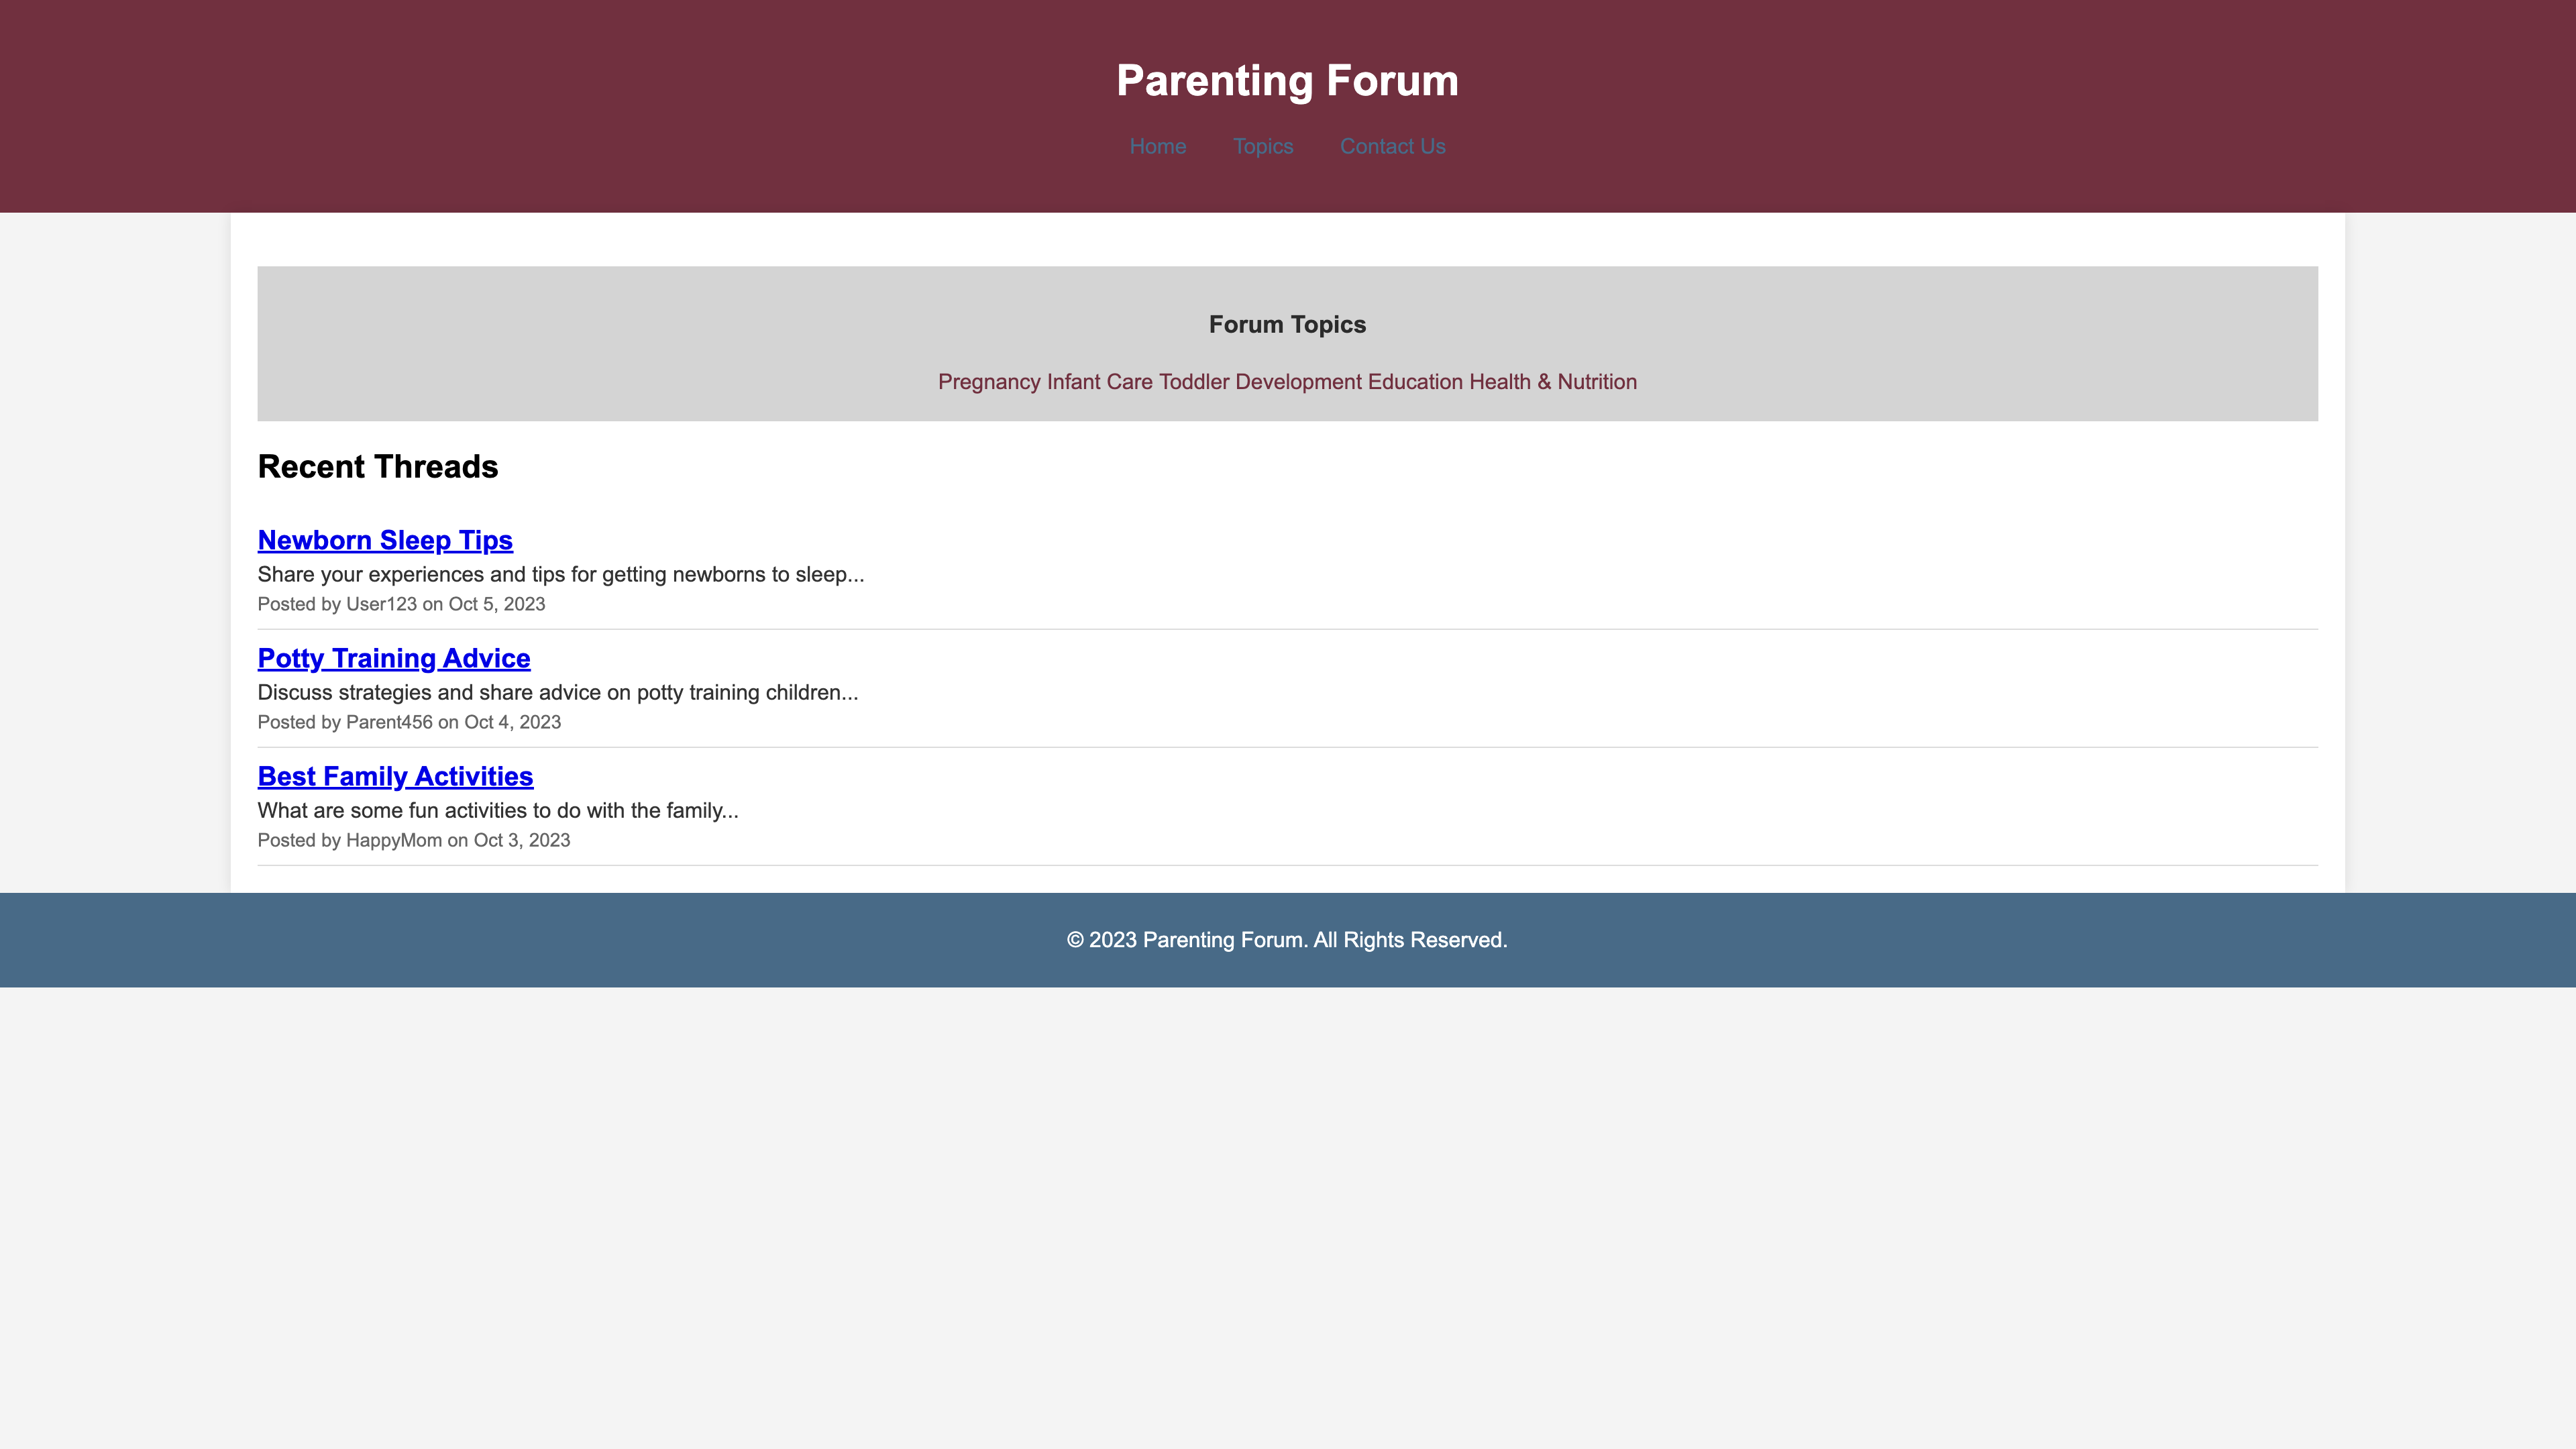 Parenting Forum
Home Topics Contact Us
Forum Topics
Pregnancy Infant Care Toddler Development Education Health & Nutrition
Recent Threads
Newborn Sleep Tips
Share your experiences and tips for getting newborns to sleep...
Posted by User123 on Oct 5, 2023
Potty Training Advice
Discuss strategies and share advice on potty training children...
Posted by Parent456 on Oct 4, 2023
Best Family Activities
What are some fun activities to do with the family...
Posted by HappyMom on Oct 3, 2023
© 2023 Parenting Forum. All Rights Reserved.